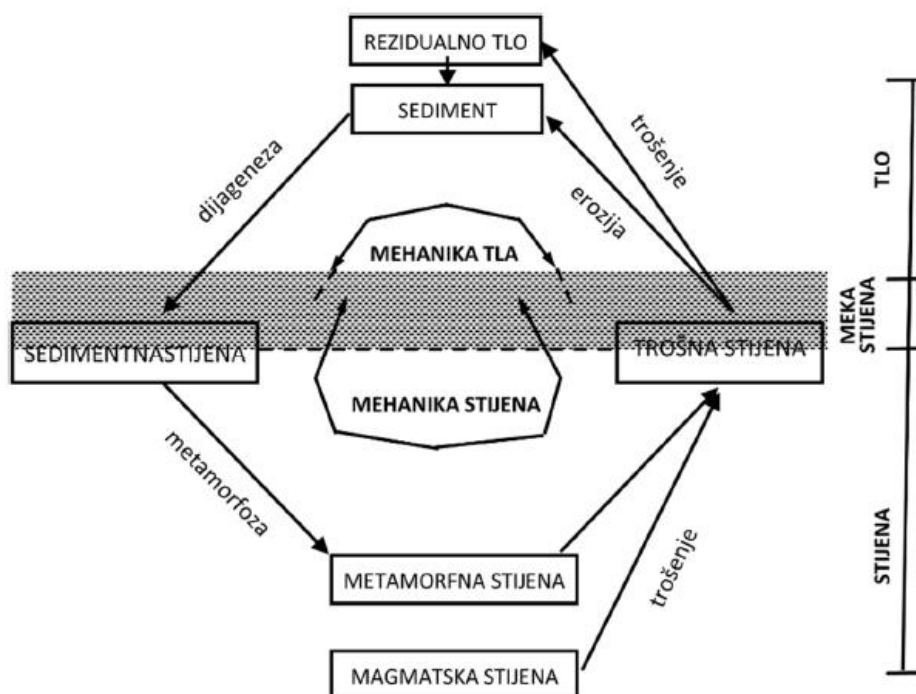 REZIDUALNO TLO
SEDIMENT
trošenje
erozija
dijageneza
TLO
MEHANIKA TLA
MEKA
STIJENA
SEDIMENTNASTIJENA
TROŠNA STIJENA
MEHANIKA STIJENA
metamorfoza
METAMORFNA STIJENA
trošenje
STIJENA
MAGMATSKA STIJENA